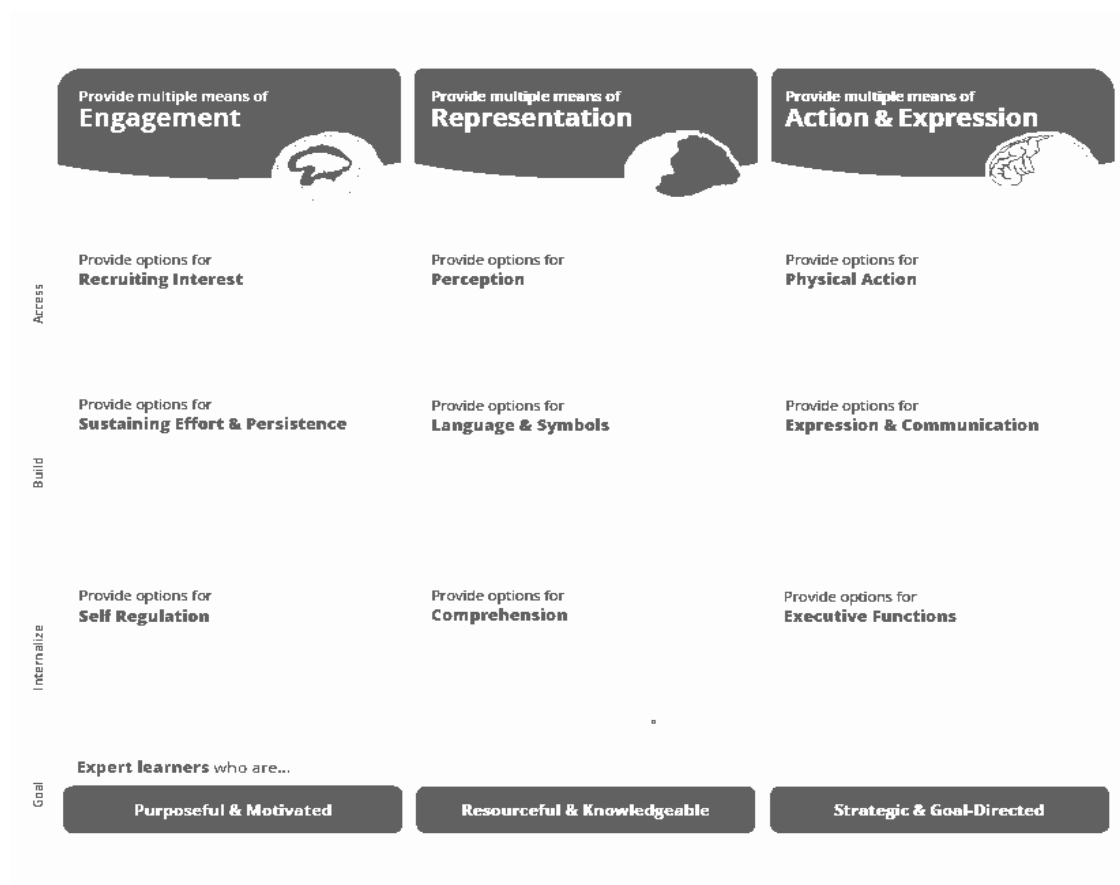 Provide multiple means of
Engagement
Provide multiple means of
Representation
Provide multiple means of
Action & Expression
Access
Provide options for
Recruiting Interest
Provide options for
Perception
Provide options for
Physical Action
Build
Provide options for
Sustaining Effort & Persistence
Provide options for
Language & Symbols
Provide options for
Expression & Communication
Internalize
Provide options for
Self Regulation
Provide options for
Comprehension
Provide options for
Executive Functions
Goal
Expert learners who are...
Purposeful & Motivated
Resourceful & Knowledgeable
Strategic & Goal-Directed